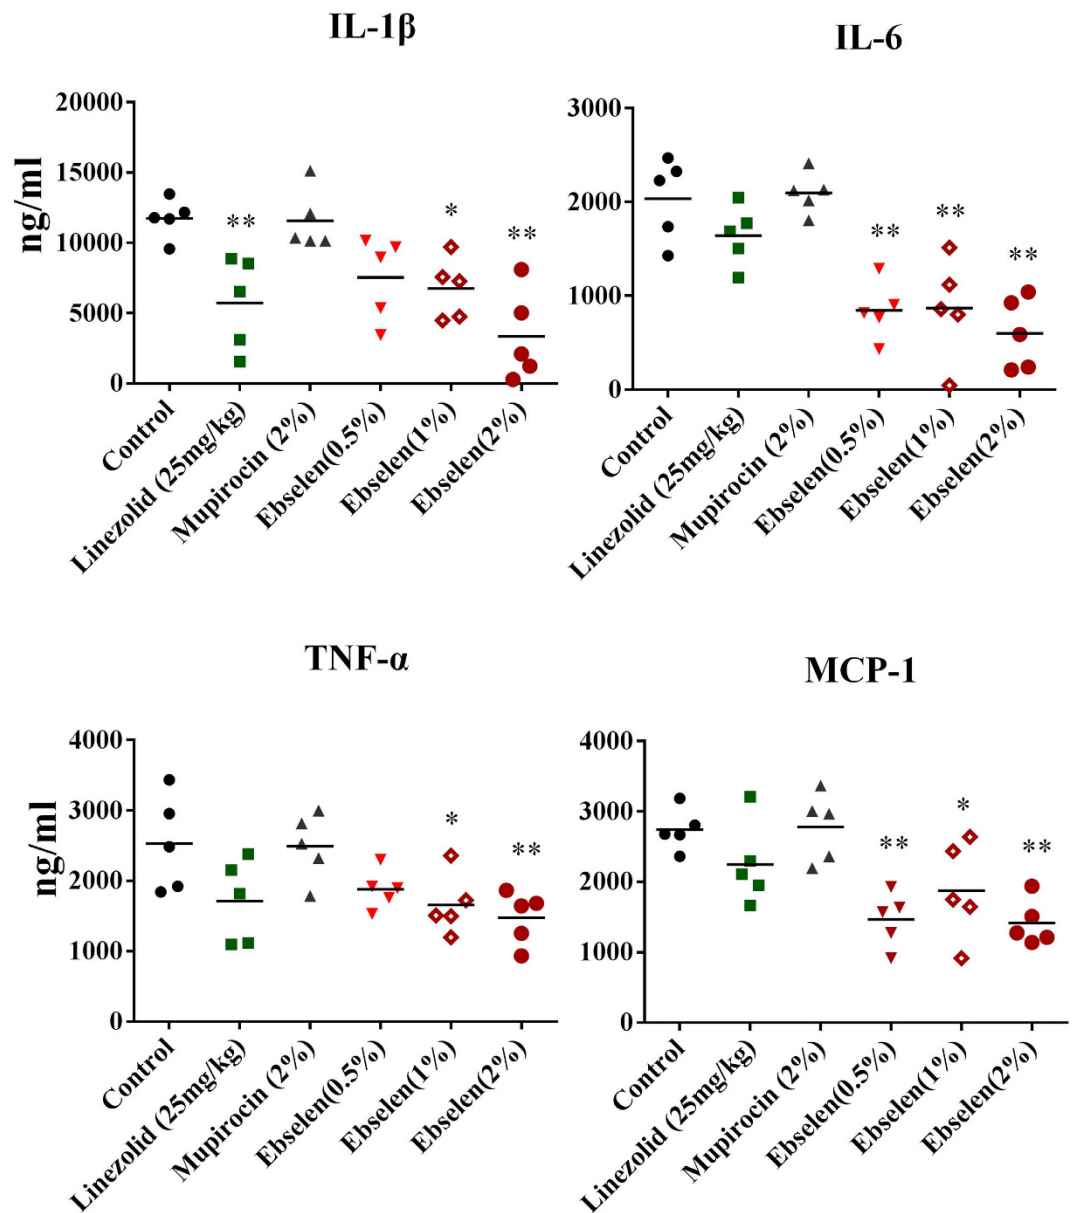 IL-1β
ng/ml
20000
15000
10000
5000
0
**
*
**
Control
Linezolid (25mg/kg)
Mupirocin (2%)
Ebselen(0.5%)
Ebselen(1%)
Ebselen(2%)
IL-6
3000
2000
1000
0
**
**
**
Control
Linezolid (25mg/kg)
Mupirocin (2%)
Ebselen(0.5%)
Ebselen(1%)
Ebselen(2%)
TNF-α
ng/ml
4000
3000
2000
1000
0
*
**
Control
Linezolid (25mg/kg)
Mupirocin (2%)
Ebselen(0.5%)
Ebselen(1%)
Ebselen(2%)
MCP-1
4000
3000
2000
1000
0
**
*
**
Control
Linezolid (25mg/kg)
Mupirocin (2%)
Ebselen(0.5%)
Ebselen(1%)
Ebselen(2%)